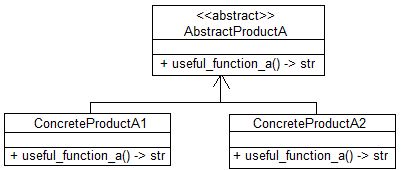 <<abstract>>
AbstractProductA
+ useful_function_a() -> str
ConcreteProductA1
+ useful_function_a() -> str
ConcreteProductA2
+ useful_function_a() -> str